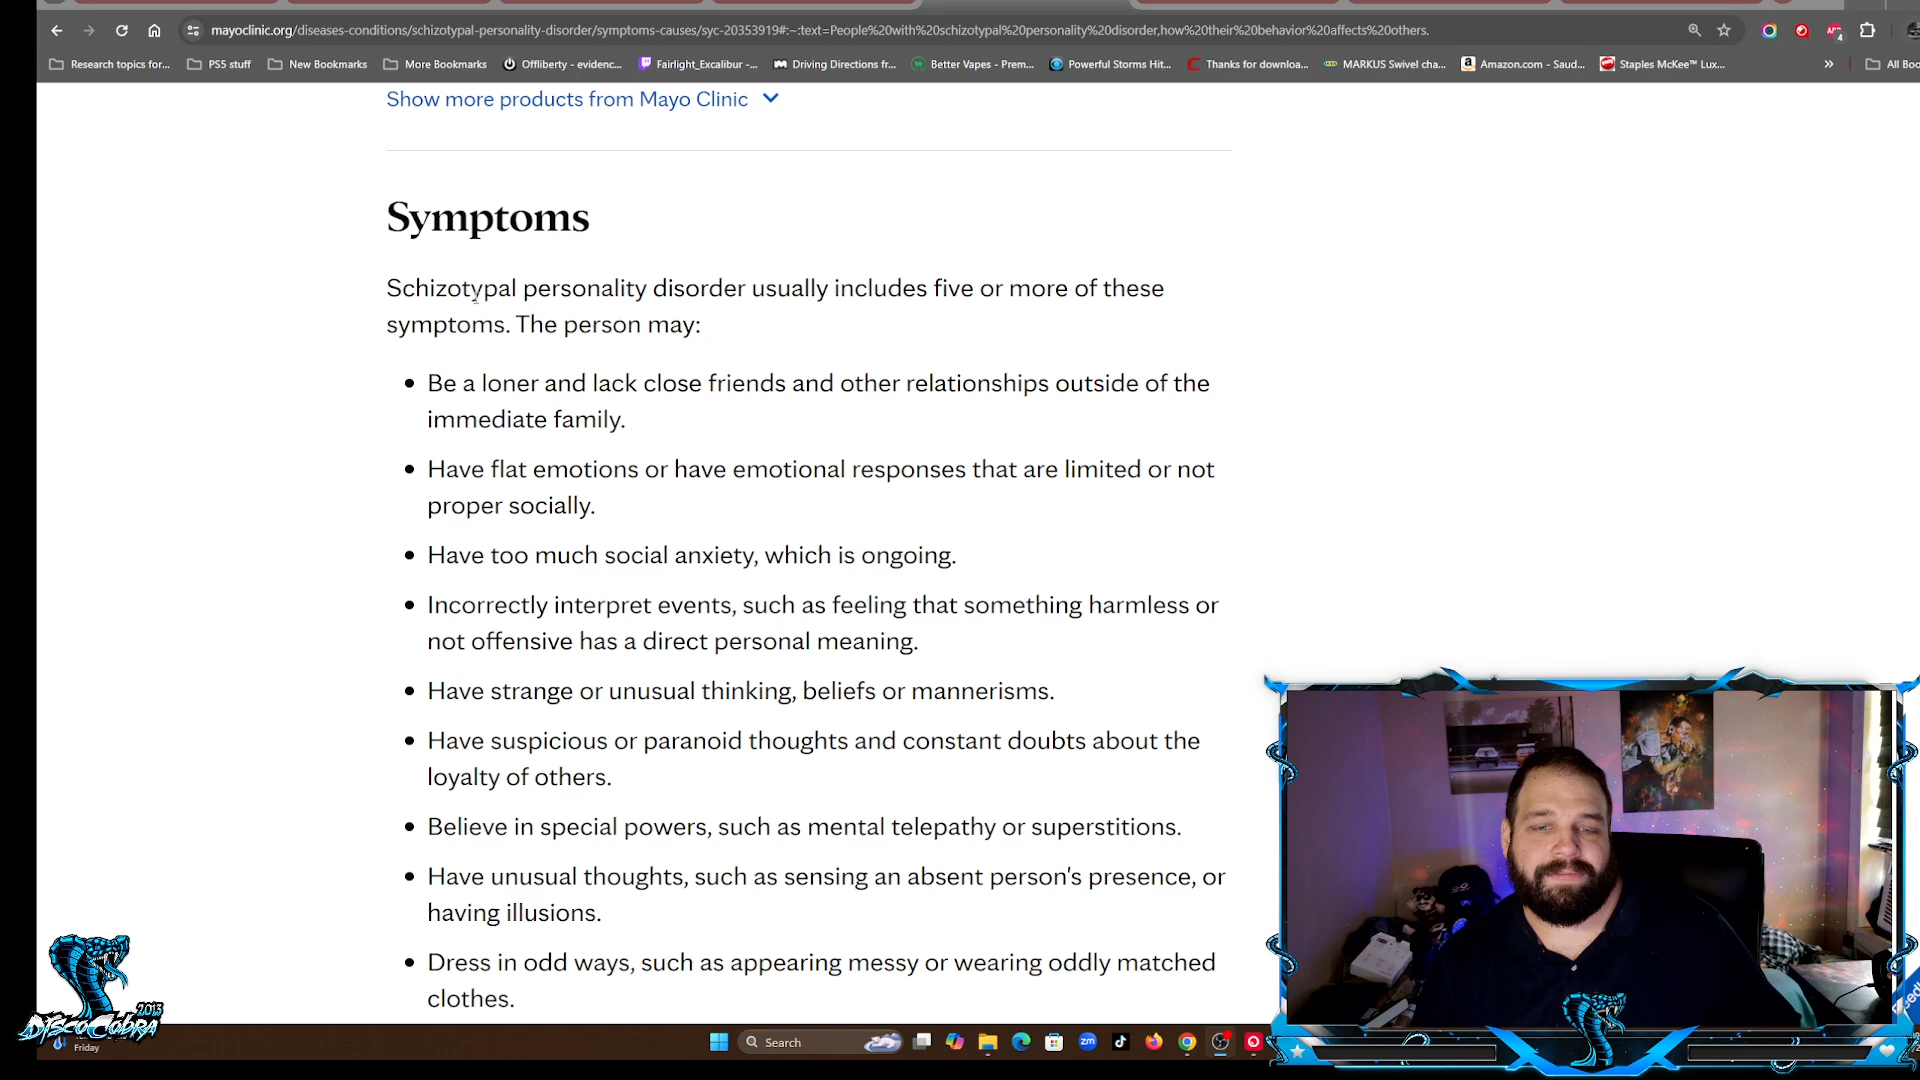 mayoclinic.org/diseases-conditions/schizotypal-personality-disorder/symptoms-causes/syc-20353919#:~:text=People%20with%20schizotypal%20personality%20disorder,how%20their%20behavior%20affects%20others.
Research topics for... PS5 stuff New Bookmarks More Bookmarks Offliberty - evidenc... Fairlight_Excalibur -... Driving Directions fr... Better Vapes - Prem... Powerful Storms Hit... Thanks for downloa... MARKUS Swivel cha... Amazon.com - Saud... Staples McKee™ Lux... » All Boo
Show more products from Mayo Clinic
Symptoms
Schizotypal personality disorder usually includes five or more of these
symptoms. The person may:
• Be a loner and lack close friends and other relationships outside of the
immediate family.
• Have flat emotions or have emotional responses that are limited or not
proper socially.
• Have too much social anxiety, which is ongoing.
• Incorrectly interpret events, such as feeling that something harmless or
not offensive has a direct personal meaning.
• Have strange or unusual thinking, beliefs or mannerisms.
• Have suspicious or paranoid thoughts and constant doubts about the
loyalty of others.
• Believe in special powers, such as mental telepathy or superstitions.
• Have unusual thoughts, such as sensing an absent person's presence, or
having illusions.
• Dress in odd ways, such as appearing messy or wearing oddly matched
clothes.
2013
DiscoCobra
Friday
Search
zm